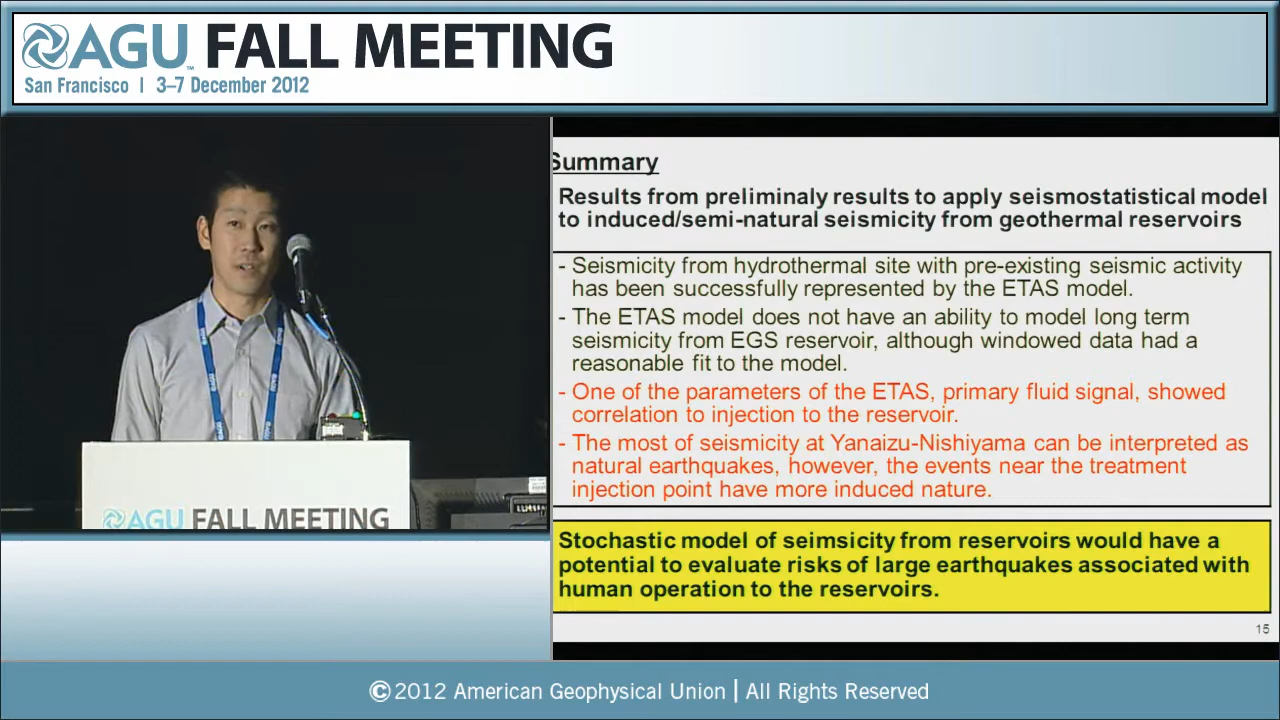 AGU FALL MEETING
San Francisco | 3–7 December 2012
Summary
Results from preliminaly results to apply seismostatistical model
to induced/semi-natural seismicity from geothermal reservoirs
- Seismicity from hydrothermal site with pre-existing seismic activity
has been successfully represented by the ETAS model.
- The ETAS model does not have an ability to model long term
seismicity from EGS reservoir, although windowed data had a
reasonable fit to the model.
- One of the parameters of the ETAS, primary fluid signal, showed
correlation to injection to the reservoir.
- The most of seismicity at Yanaizu-Nishiyama can be interpreted as
natural earthquakes, however, the events near the treatment
injection point have more induced nature.
Stochastic model of seimsicity from reservoirs would have a
potential to evaluate risks of large earthquakes associated with
human operation to the reservoirs.
15
AGU FALL MEETING
© 2012 American Geophysical Union | All Rights Reserved